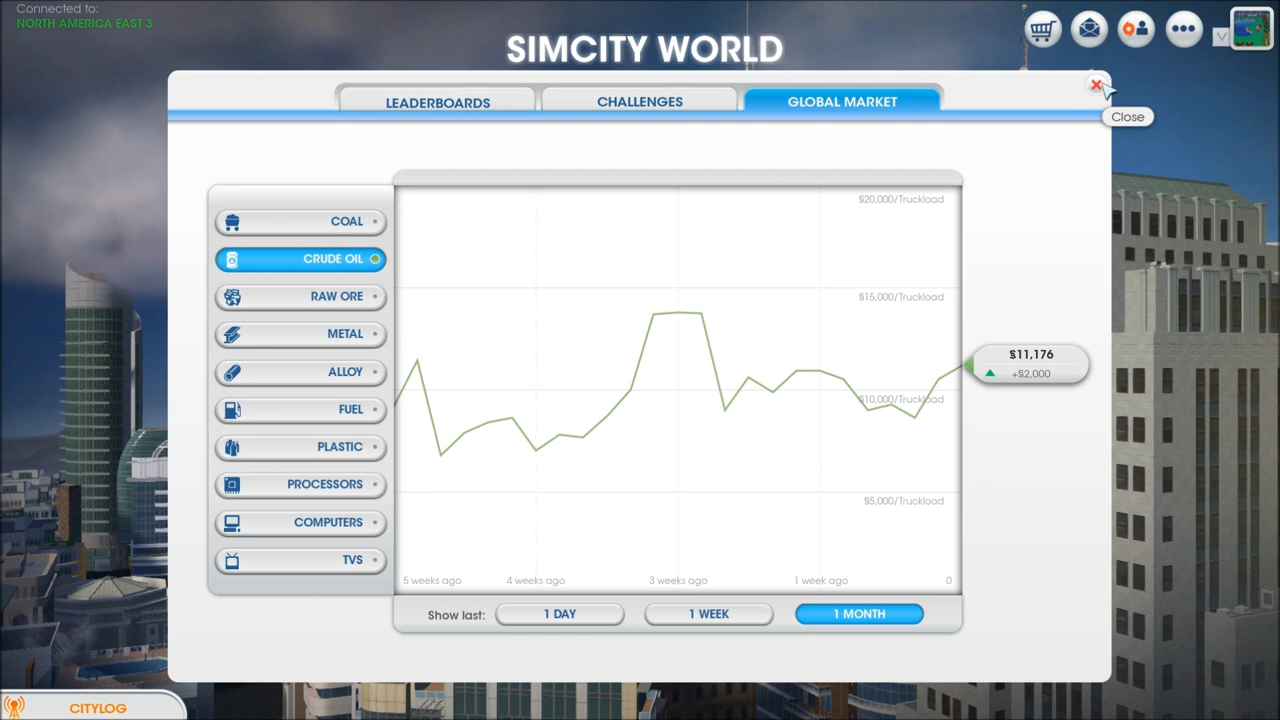 Connected to:
NORTH AMERICA EAST 3
SIMCITY WORLD
LEADERBOARDS
CHALLENGES
GLOBAL MARKET
Close
COAL
CRUDE OIL
RAW ORE
METAL
ALLOY
FUEL
PLASTIC
PROCESSORS
COMPUTERS
TVS
§20,000/Truckload
§15,000/Truckload
§10,000/Truckload
§5,000/Truckload
§11,176
+§2,000
5 weeks ago
4 weeks ago
3 weeks ago
1 week ago
0
Show last:
1 DAY
1 WEEK
1 MONTH
CITYLOG